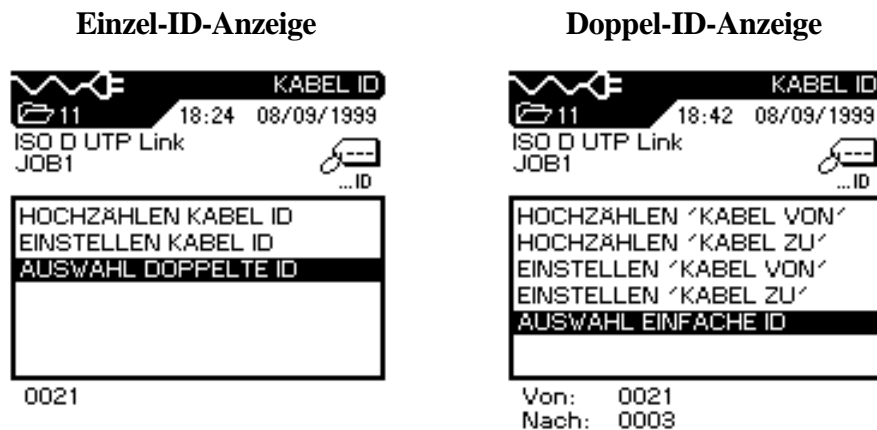 Einzel-ID-Anzeige
KABEL ID
11 18:24 08/09/1999
ISO D UTP Link
JOB1
...ID
HOCHZÄHLEN KABEL ID
EINSTELLEN KABEL ID
AUSWAHL DOPPELTE ID
0021
Doppel-ID-Anzeige
KABEL ID
11 18:42 08/09/1999
ISO D UTP Link
JOB1
...ID
HOCHZÄHLEN ´KABEL VON´
HOCHZÄHLEN ´KABEL ZU´
EINSTELLEN ´KABEL VON´
EINSTELLEN ´KABEL ZU´
AUSWAHL EINFACHE ID
Von: 0021
Nach: 0003